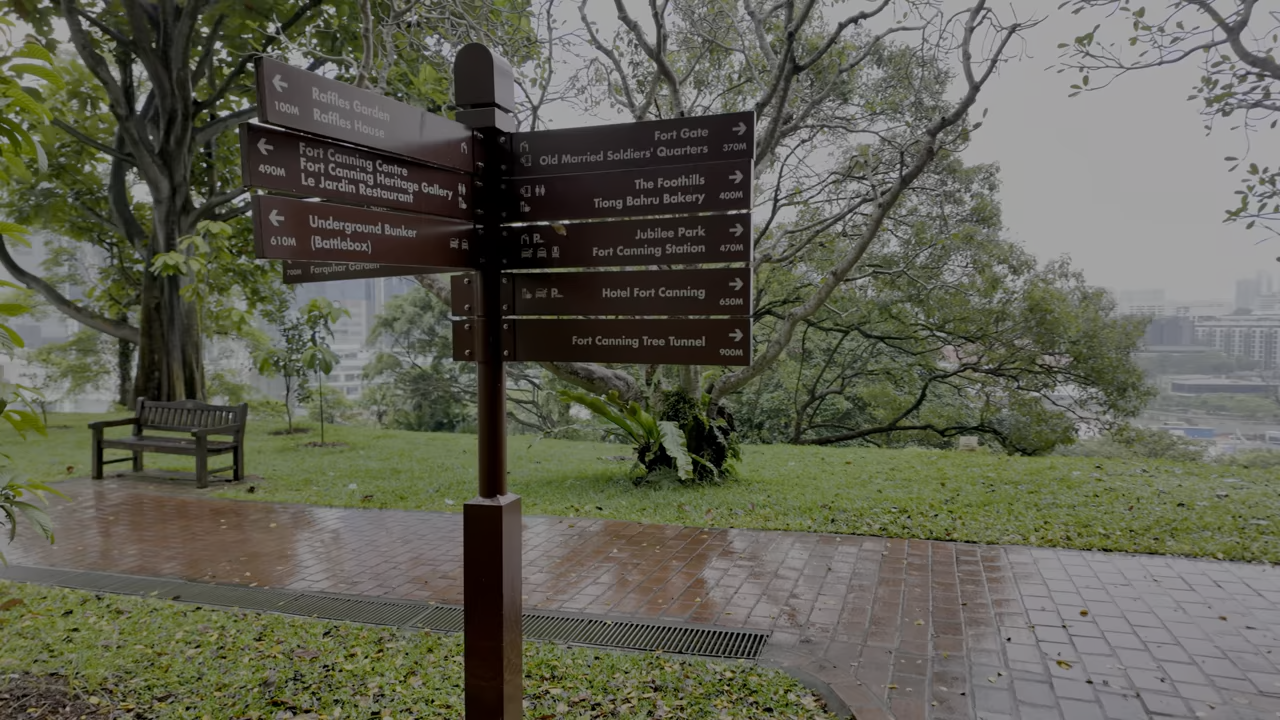 Raffles Garden
Raffles House
100M
Fort Canning Centre
Fort Canning Heritage Gallery
Le Jardin Restaurant
490M
Underground Bunker
(Battlebox)
610M
700M Farquhar Garden
Fort Gate
Old Married Soldiers' Quarters
370M
The Foothills
Tiong Bahru Bakery
400M
Jubilee Park
Fort Canning Station
470M
Hotel Fort Canning
650M
Fort Canning Tree Tunnel
900M